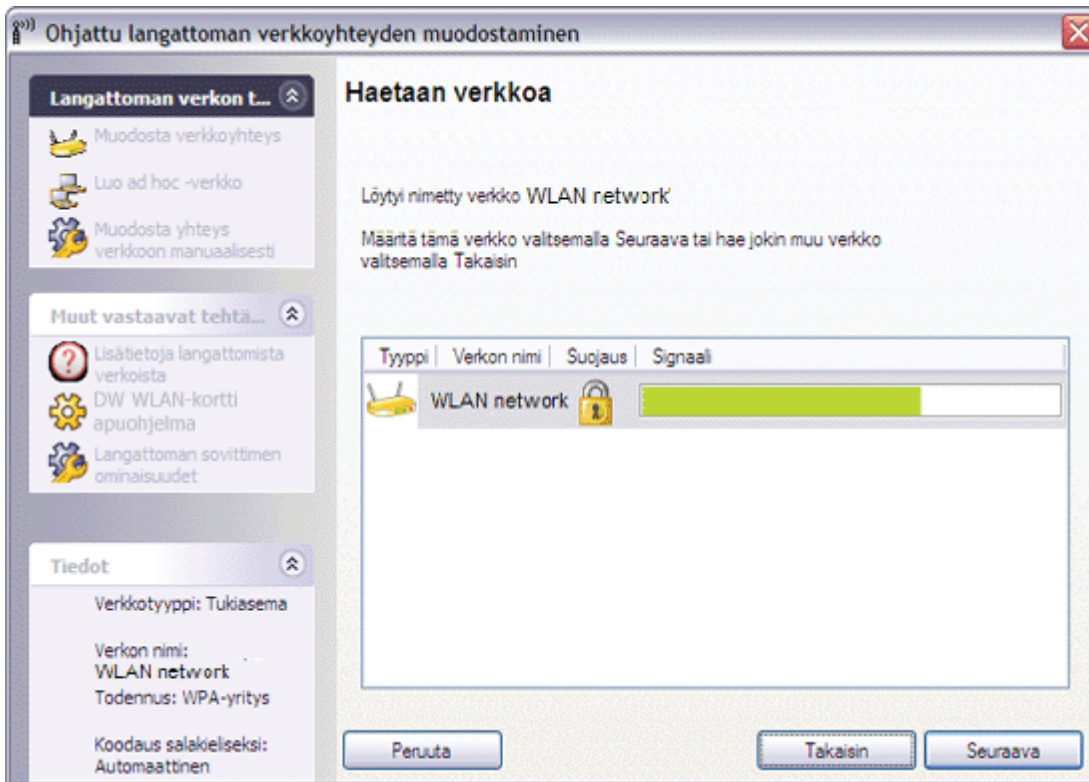 Ohjattu langattoman verkkoyhteyden muodostaminen
Langattoman verkon t...
Muodosta verkkoyhteys
Luo ad hoc -verkko
Muodosta yhteys
verkkoon manuaalisesti
Muut vastaavat tehtä...
Lisätietoja langattomista
verkoista
DW WLAN-kortti
apuohjelma
Langattoman sovittimen
ominaisuudet
Tiedot
Verkkotyyppi: Tukiasema
Verkon nimi:
WLAN network
Todennus: WPA-yritys
Koodaus salakieliseksi:
Automaattinen
Haetaan verkkoa
Löytyi nimetty verkko WLAN network'
Määritä tämä verkko valitsemalla Seuraava tai hae jokin muu verkko
valitsemalla Takaisin
Tyyppi Verkon nimi Suojaus Signaali
WLAN network
Peruuta Takaisin Seuraava